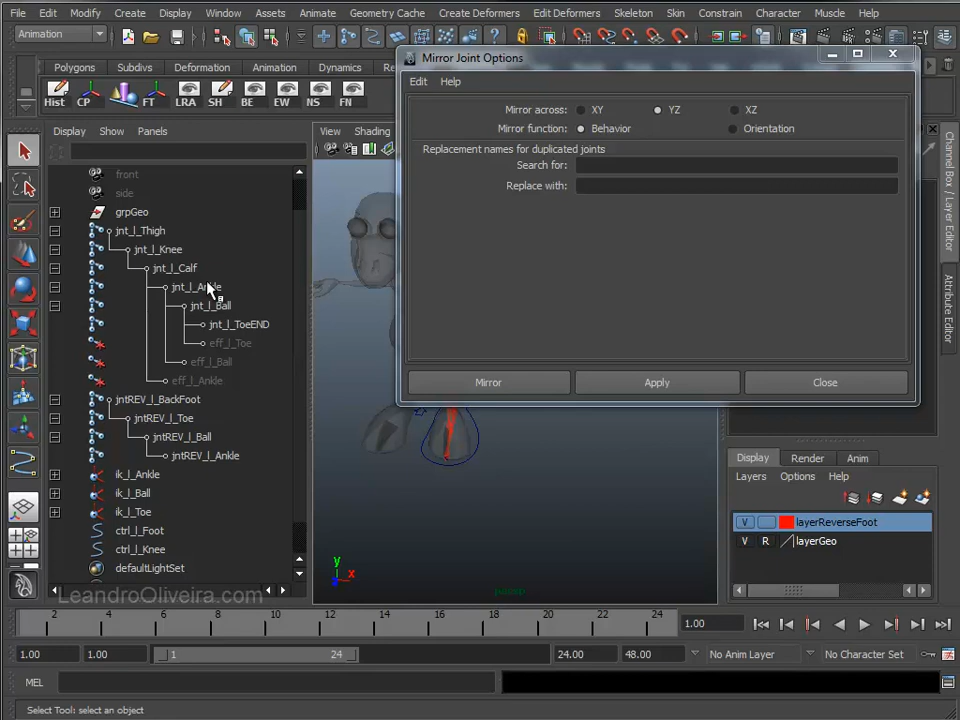 File Edit Modify Create Display Window Assets Animate Geometry Cache Create Deformers Edit Deformers Skeleton Skin Constrain Character Muscle Help
Animation
Mirror Joint Options
Polygons Subdivs Deformation Animation Dynamics
Edit Help
Hist CP FT LRA SH BE EW NS FN
Mirror across: XY YZ XZ
Mirror function: Behavior Orientation
Replacement names for duplicated joints
Search for:
Replace with:
Display Show Panels
View Shading
front
side
grpGeo
jnt_l_Thigh
jnt_l_Knee
jnt_l_Calf
jnt_l_Ankle
jnt_l_Ball
jnt_l_ToeEND
eff_l_Toe
eff_l_Ball
eff_l_Ankle
jntREV_l_BackFoot
jntREV_l_Toe
jntREV_l_Ball
jntREV_l_Ankle
ik_l_Ankle
ik_l_Ball
ik_l_Toe
ctrl_l_Foot
ctrl_l_Knee
defaultLightSet
Mirror Apply Close
Channel Box / Layer Editor
Attribute Editor
Display Render Anim
Layers Options Help
V layerReverseFoot
V R layerGeo
y
x
z
LeandroOliveira.com
2 4 6 8 10 12 14 16 18 20 22 24
1.00
1.00 1.00 1 24 24.00 48.00 No Anim Layer No Character Set
MEL
Select Tool: select an object